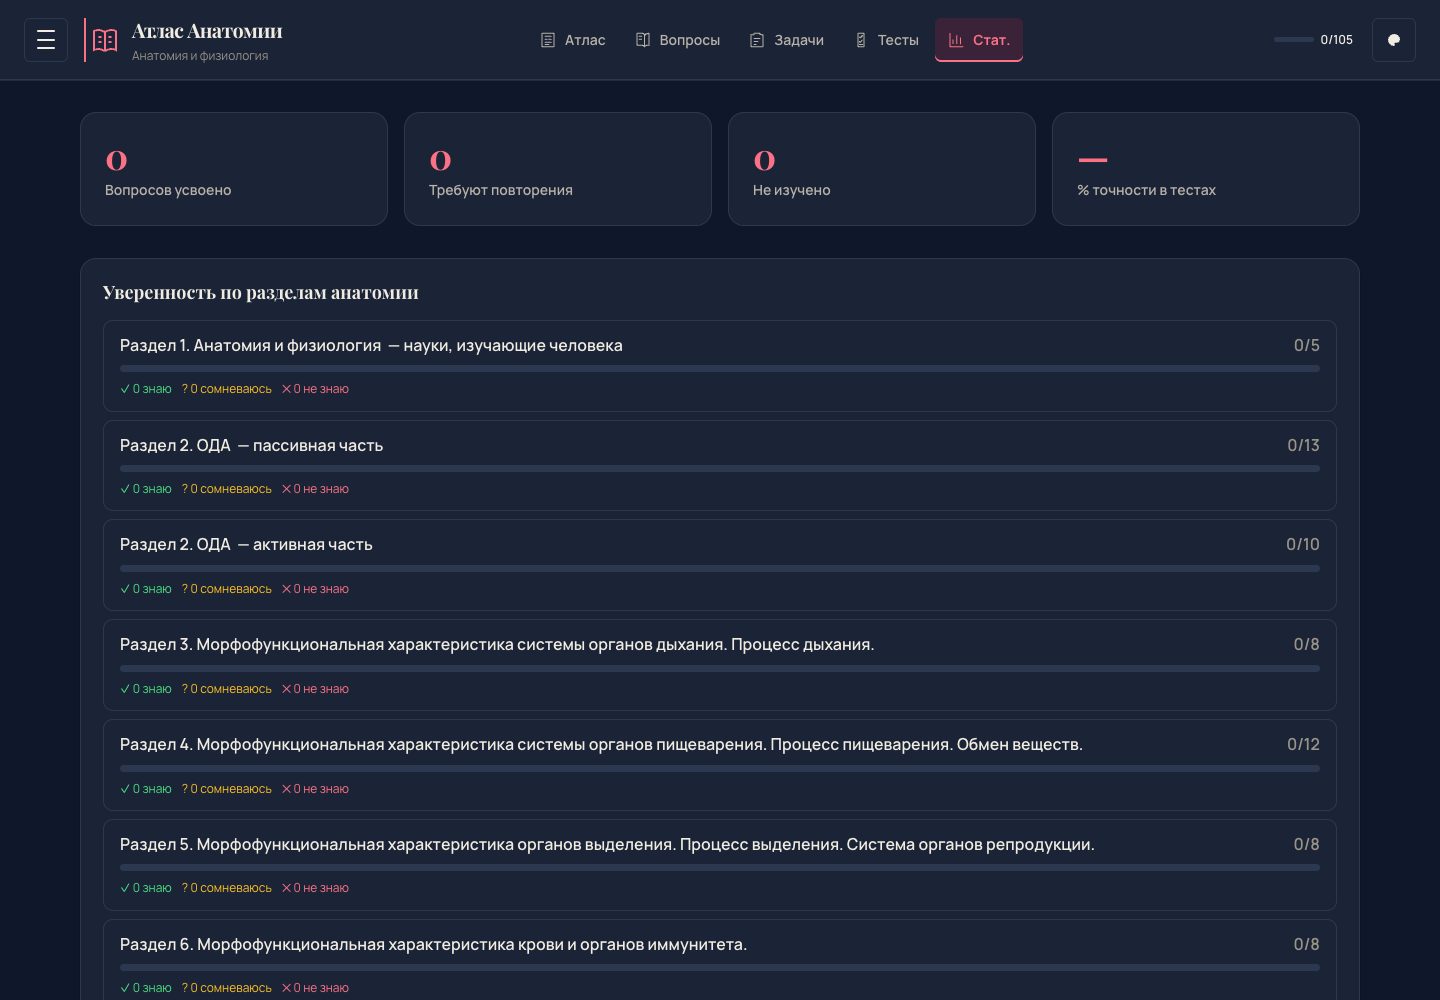 Атлас Анатомии
Анатомия и физиология
Атлас
Вопросы
Задачи
Тесты
Стат.
0/105
0
Вопросов усвоено
0
Требуют повторения
0
Не изучено
—
% точности в тестах
Уверенность по разделам анатомии
Раздел 1. Анатомия и физиология — науки, изучающие человека
0/5
✓ 0 знаю ? 0 сомневаюсь ✕ 0 не знаю
Раздел 2. ОДА — пассивная часть
0/13
✓ 0 знаю ? 0 сомневаюсь ✕ 0 не знаю
Раздел 2. ОДА — активная часть
0/10
✓ 0 знаю ? 0 сомневаюсь ✕ 0 не знаю
Раздел 3. Морфофункциональная характеристика системы органов дыхания. Процесс дыхания.
0/8
✓ 0 знаю ? 0 сомневаюсь ✕ 0 не знаю
Раздел 4. Морфофункциональная характеристика системы органов пищеварения. Процесс пищеварения. Обмен веществ.
0/12
✓ 0 знаю ? 0 сомневаюсь ✕ 0 не знаю
Раздел 5. Морфофункциональная характеристика органов выделения. Процесс выделения. Система органов репродукции.
0/8
✓ 0 знаю ? 0 сомневаюсь ✕ 0 не знаю
Раздел 6. Морфофункциональная характеристика крови и органов иммунитета.
0/8
✓ 0 знаю ? 0 сомневаюсь ✕ 0 не знаю